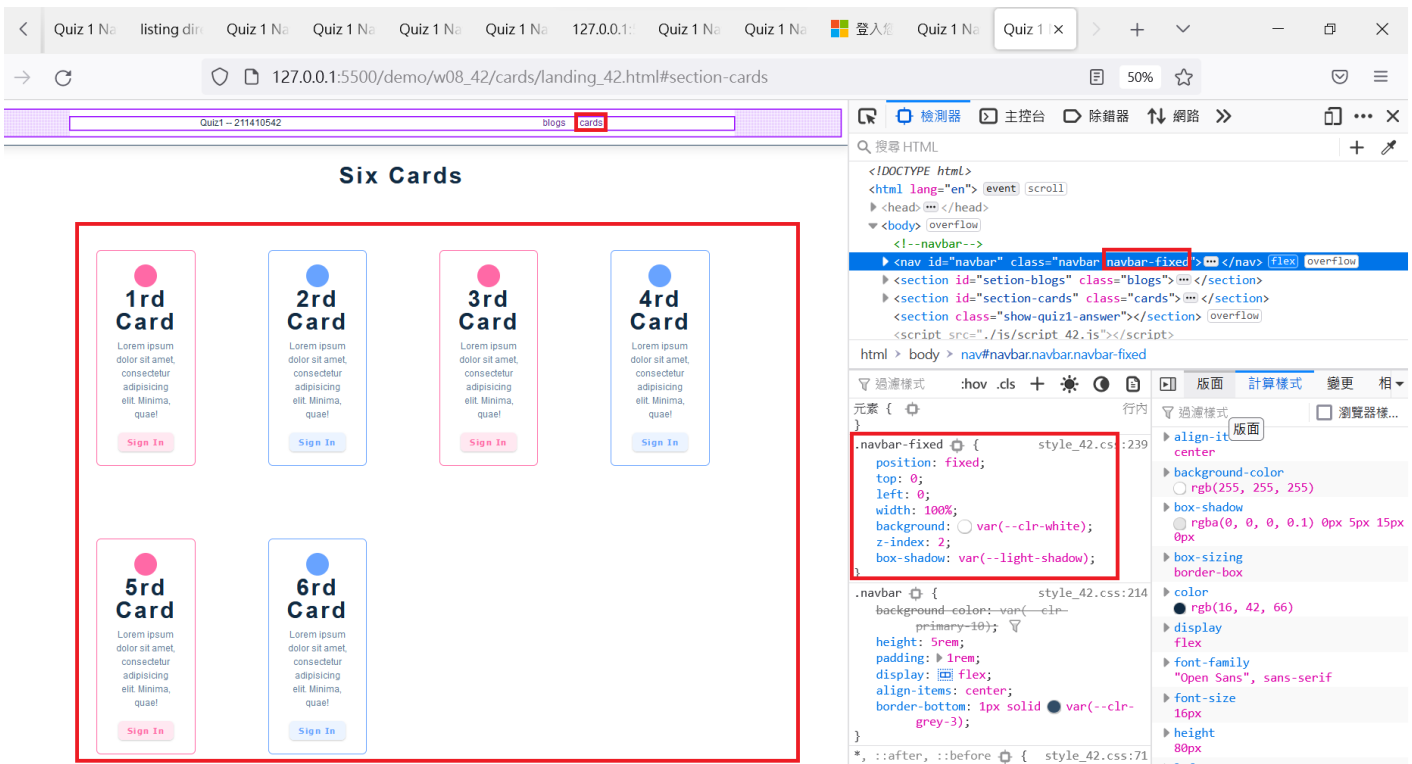 Quiz 1 Na
listing dire
Quiz 1 Na
Quiz 1 Na
Quiz 1 Na
Quiz 1 Na
127.0.0.1:5
Quiz 1 Na
Quiz 1 Na
登入您
Quiz 1 Na
Quiz 1 N
127.0.0.1:5500/demo/w08_42/cards/landing_42.html#section-cards
50%
Quiz1 -- 211410542
blogs
cards
Six Cards
1rd
Card
Lorem ipsum
dolor sit amet,
consectetur
adipisicing
elit. Minima,
quae!
Sign In
2rd
Card
Lorem ipsum
dolor sit amet,
consectetur
adipisicing
elit. Minima,
quae!
Sign In
3rd
Card
Lorem ipsum
dolor sit amet,
consectetur
adipisicing
elit. Minima,
quae!
Sign In
4rd
Card
Lorem ipsum
dolor sit amet,
consectetur
adipisicing
elit. Minima,
quae!
Sign In
5rd
Card
Lorem ipsum
dolor sit amet,
consectetur
adipisicing
elit. Minima,
quae!
Sign In
6rd
Card
Lorem ipsum
dolor sit amet,
consectetur
adipisicing
elit. Minima,
quae!
Sign In
檢測器 主控台 除錯器 網路
搜尋 HTML
<!DOCTYPE html>
<html lang="en"> event scroll
<head> ••• </head>
<body> overflow
<!--navbar-->
<nav id="navbar" class="navbar navbar-fixed"> ••• </nav> flex overflow
<section id="setion-blogs" class="blogs"> ••• </section>
<section id="section-cards" class="cards"> ••• </section>
<section class="show-quiz1-answer"></section> overflow
<script src="./js/script_42.js"></script>
html > body > nav#navbar.navbar.navbar-fixed
過濾樣式 :hov .cls
元素 { 行內
}
.navbar-fixed { style_42.css:239
position: fixed;
top: 0;
left: 0;
width: 100%;
background: var(--clr-white);
z-index: 2;
box-shadow: var(--light-shadow);
}
.navbar { style_42.css:214
background-color: var(--clr-
primary-10);
height: 5rem;
padding: 1rem;
display: flex;
align-items: center;
border-bottom: 1px solid var(--clr-
grey-3);
}
*, ::after, ::before { style_42.css:71
版面 計算樣式 變更 相
過濾樣式 瀏覽器樣...
版面
align-it
center
background-color
rgb(255, 255, 255)
box-shadow
rgba(0, 0, 0, 0.1) 0px 5px 15px
0px
box-sizing
border-box
color
rgb(16, 42, 66)
display
flex
font-family
"Open Sans", sans-serif
font-size
16px
height
80px